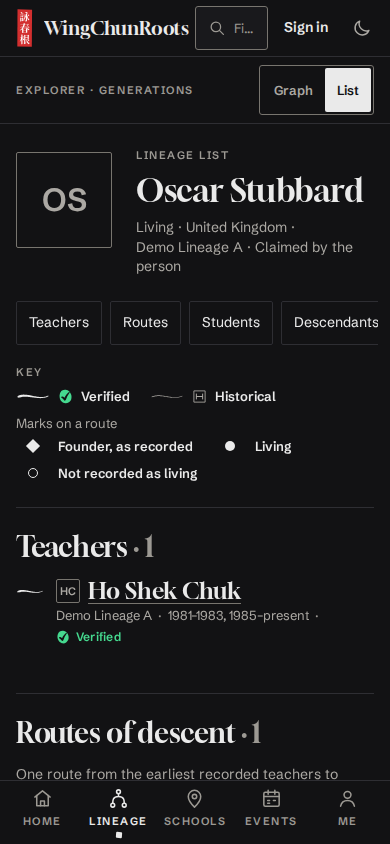 詠春根
WingChunRoots
Fi...
Sign in
EXPLORER · GENERATIONS
Graph
List
OS
LINEAGE LIST
Oscar Stubbard
Living · United Kingdom ·
Demo Lineage A · Claimed by the
person
Teachers
Routes
Students
Descendants
KEY
Verified
Historical
Marks on a route
Founder, as recorded
Living
Not recorded as living
Teachers · 1
HC
Ho Shek Chuk
Demo Lineage A · 1981-1983, 1985-present ·
Verified
Routes of descent · 1
One route from the earliest recorded teachers to
HOME
LINEAGE
SCHOOLS
EVENTS
ME